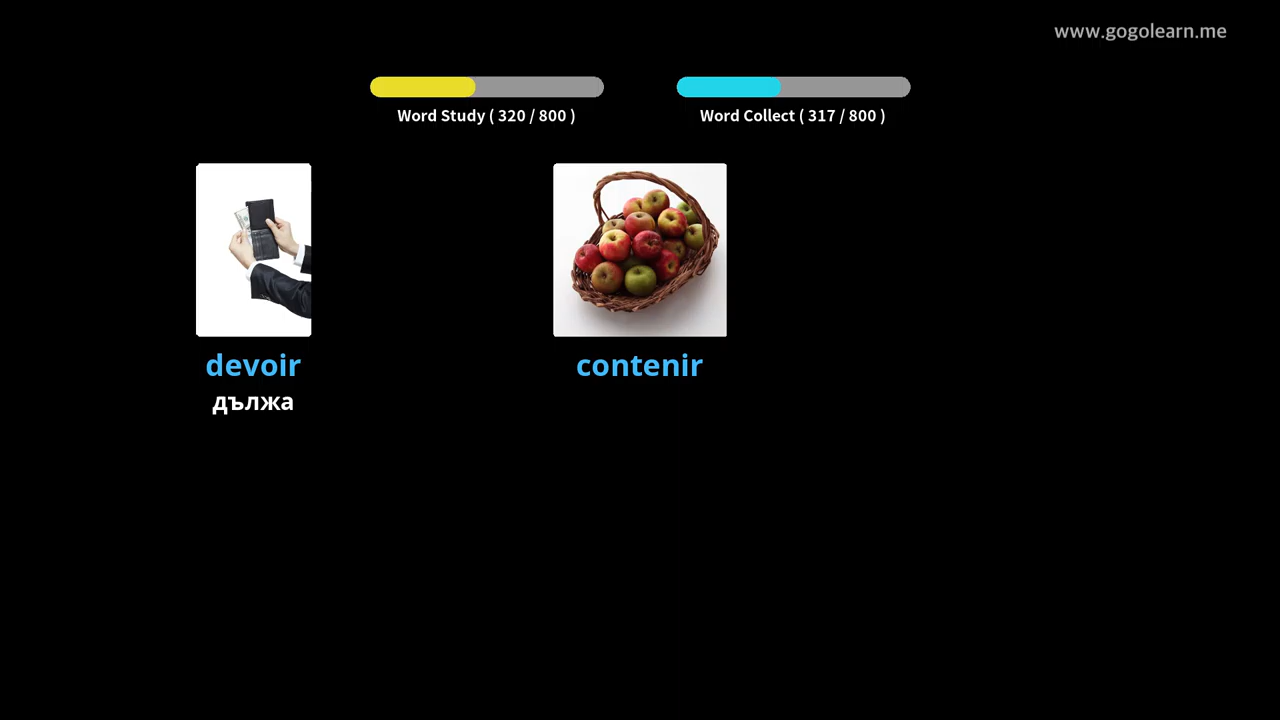 www.gogolearn.me
Word Study ( 320 / 800 )
Word Collect ( 317 / 800 )
devoir
contenir
дължа